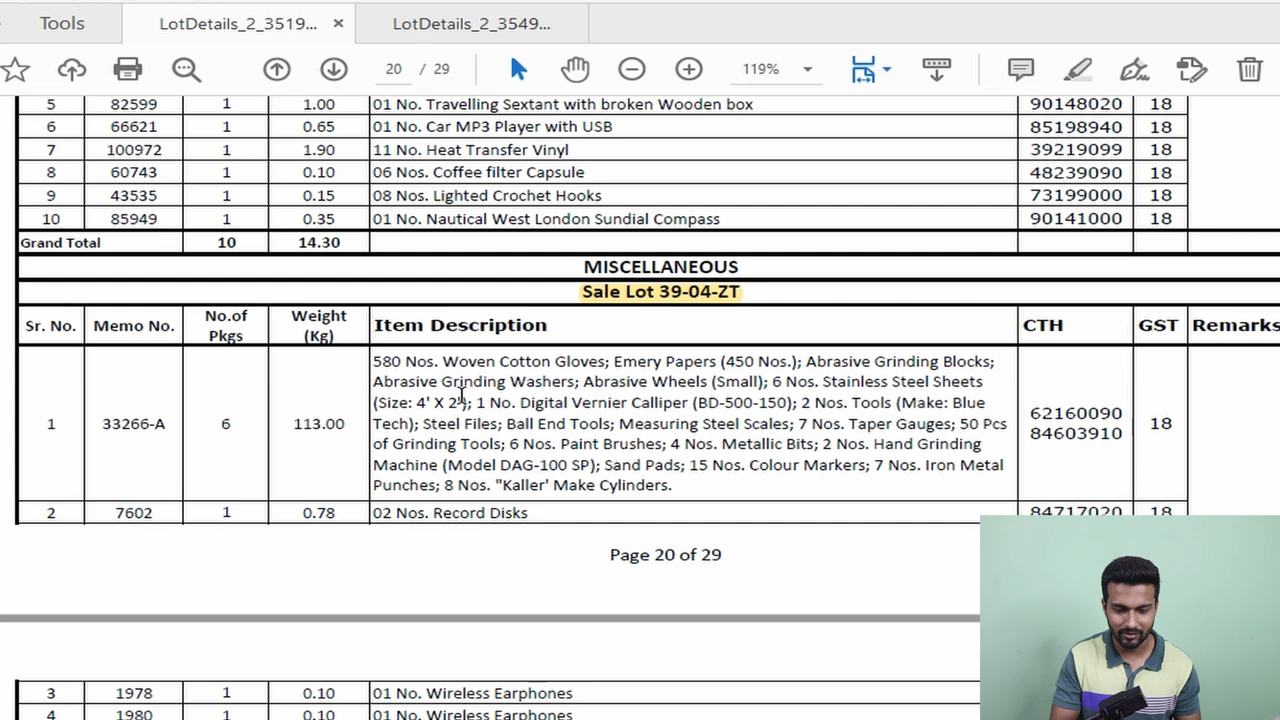 Tools LotDetails_2_3519... × LotDetails_2_3549...
20 / 29 119%
5 82599 1 1.00 01 No. Travelling Sextant with broken Wooden box 90148020 18
6 66621 1 0.65 01 No. Car MP3 Player with USB 85198940 18
7 100972 1 1.90 11 No. Heat Transfer Vinyl 39219099 18
8 60743 1 0.10 06 Nos. Coffee filter Capsule 48239090 18
9 43535 1 0.15 08 Nos. Lighted Crochet Hooks 73199000 18
10 85949 1 0.35 01 No. Nautical West London Sundial Compass 90141000 18
Grand Total 10 14.30
MISCELLANEOUS
Sale Lot 39-04-ZT
Sr. No. Memo No. No.of Pkgs Weight (Kg) Item Description CTH GST Remarks
1 33266-A 6 113.00
580 Nos. Woven Cotton Gloves; Emery Papers (450 Nos.); Abrasive Grinding Blocks;
Abrasive Grinding Washers; Abrasive Wheels (Small); 6 Nos. Stainless Steel Sheets
(Size: 4' X 2'); 1 No. Digital Vernier Calliper (BD-500-150); 2 Nos. Tools (Make: Blue
Tech); Steel Files; Ball End Tools; Measuring Steel Scales; 7 Nos. Taper Gauges; 50 Pcs
of Grinding Tools; 6 Nos. Paint Brushes; 4 Nos. Metallic Bits; 2 Nos. Hand Grinding
Machine (Model DAG-100 SP); Sand Pads; 15 Nos. Colour Markers; 7 Nos. Iron Metal
Punches; 8 Nos. "Kaller' Make Cylinders.
62160090
84603910
18
2 7602 1 0.78 02 Nos. Record Disks 84717020 18
Page 20 of 29
3 1978 1 0.10 01 No. Wireless Earphones
4 1980 1 0.10 01 No. Wireless Earphones